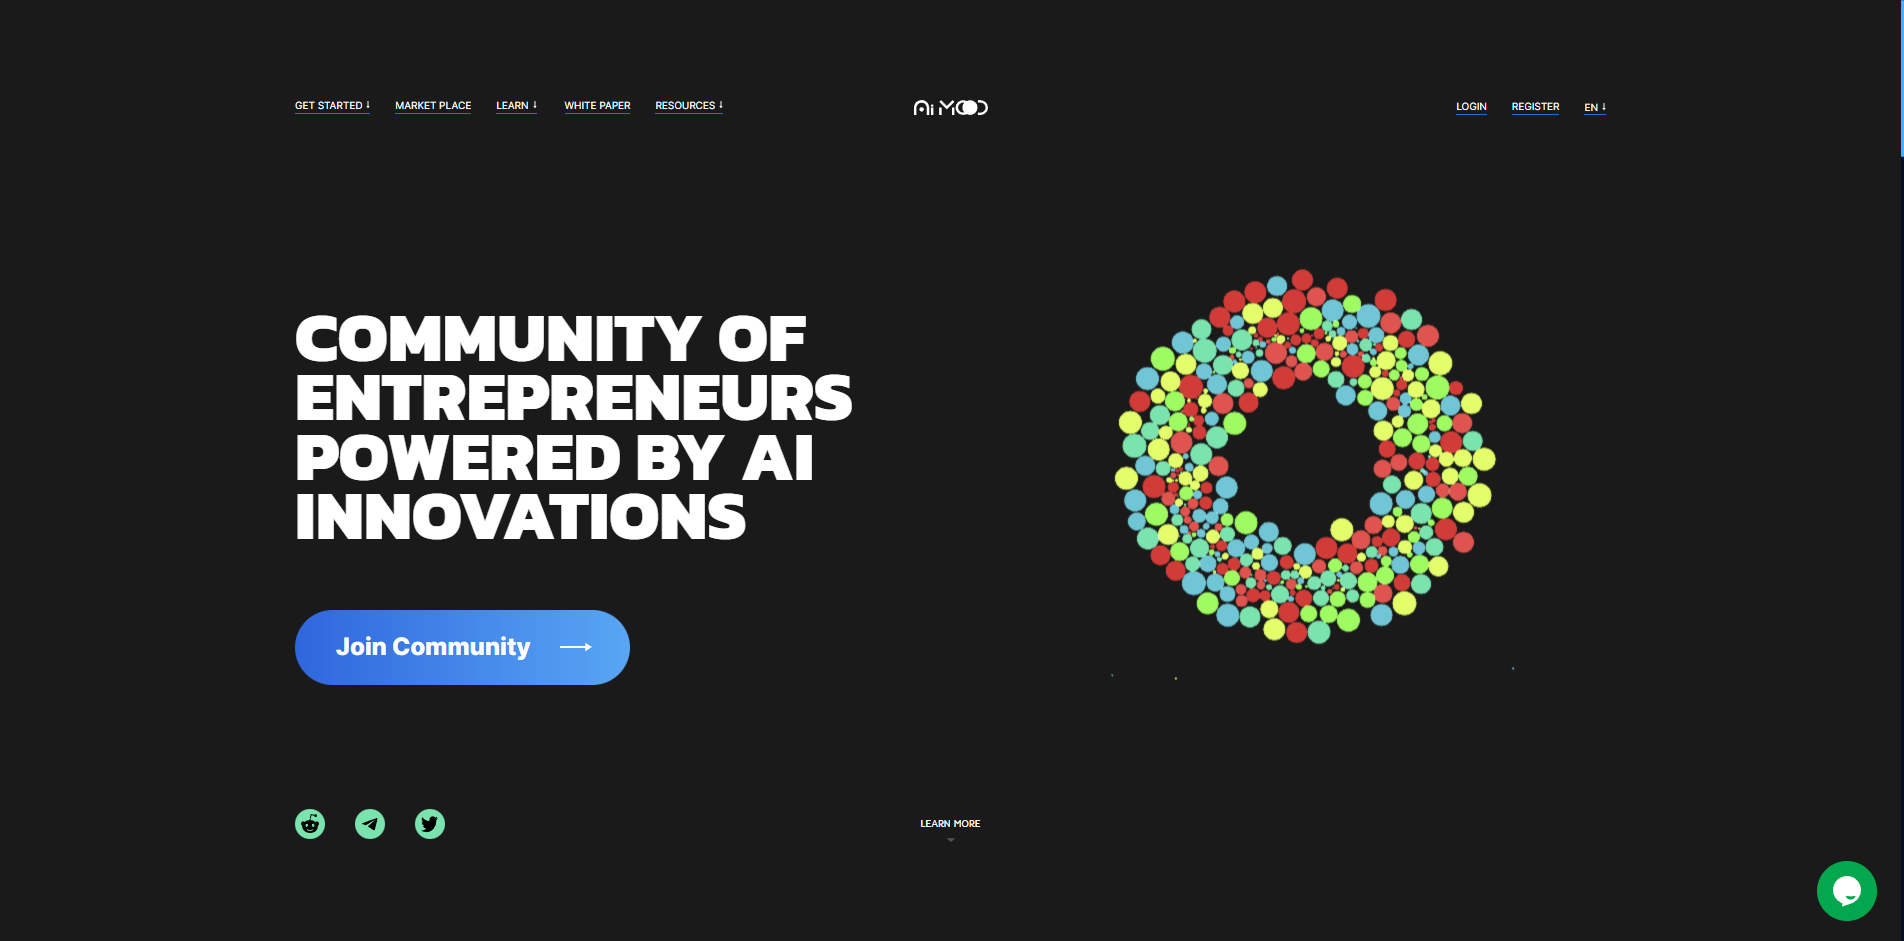 GET STARTED
MARKET PLACE
LEARN
WHITE PAPER
RESOURCES
Ai MOOD
LOGIN
REGISTER
EN
COMMUNITY OF
ENTREPRENEURS
POWERED BY AI
INNOVATIONS
Join Community
LEARN MORE